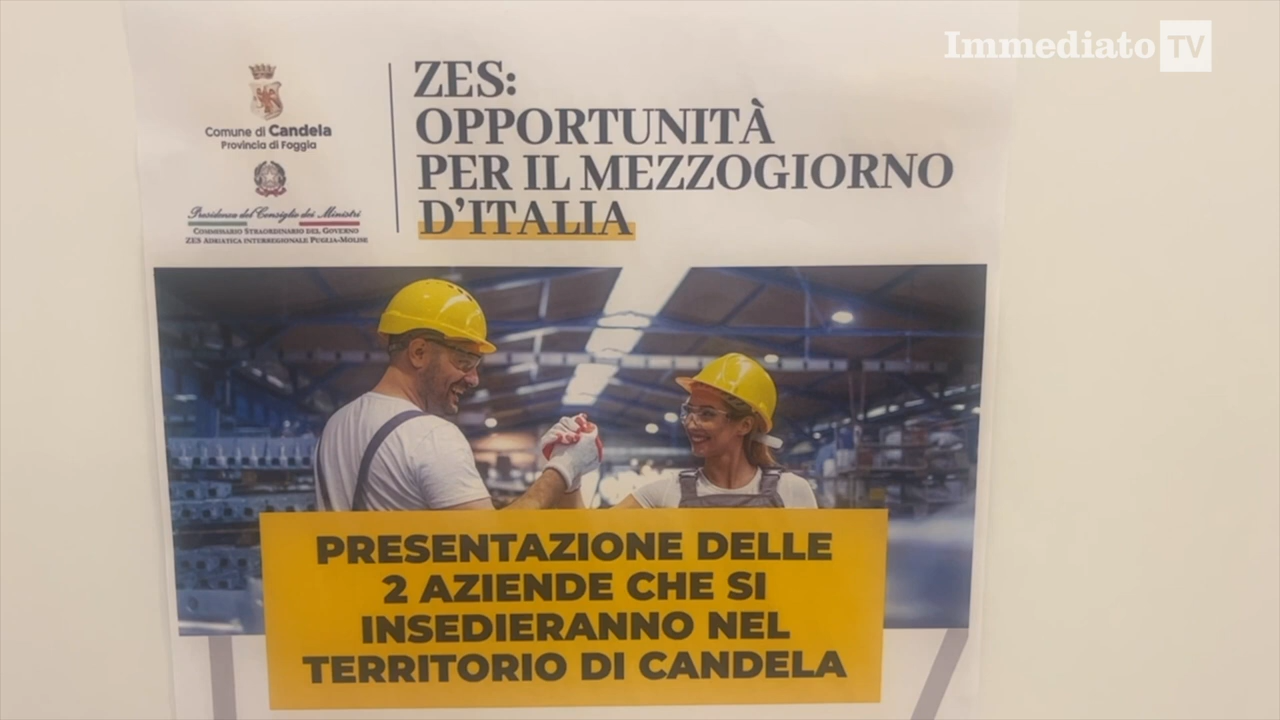 Immediato TV
Comune di Candela
Provincia di Foggia
Presidenza del Consiglio dei Ministri
COMMISSARIO STRAORDINARIO DEL GOVERNO
ZES ADRIATICA INTERREGIONALE PUGLIA-MOLISE
ZES:
OPPORTUNITÀ
PER IL MEZZOGIORNO
D'ITALIA
PRESENTAZIONE DELLE
2 AZIENDE CHE SI
INSEDIERANNO NEL
TERRITORIO DI CANDELA